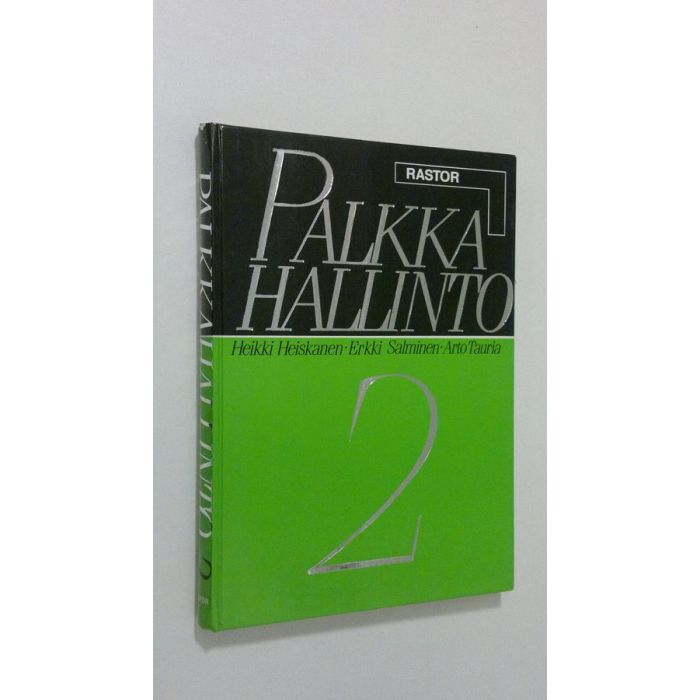 RASTOR
PALKKA
HALLINTO
Heikki Heiskanen · Erkki Salminen · Arto Tauria
2
PALKKAHALLINTO 2